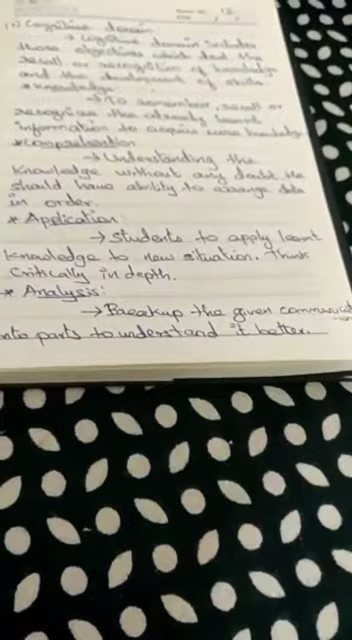 (1) Cognitive domain
→ Cognitive domain includes
those objectives which deal the
recall or recognition of knowledge
and the development of skills.
* Knowledge
→ To remember, recall or
recognise the already learnt
information to acquire more knowledge
* Comprehension
→ Understanding the
knowledge without any doubt. He
should have ability to arrange data
in order.
* Application
→ Students to apply learnt
knowledge to new situation. Think
critically in depth.
* Analysis:
→ Breakup the given
into parts to understand it better.